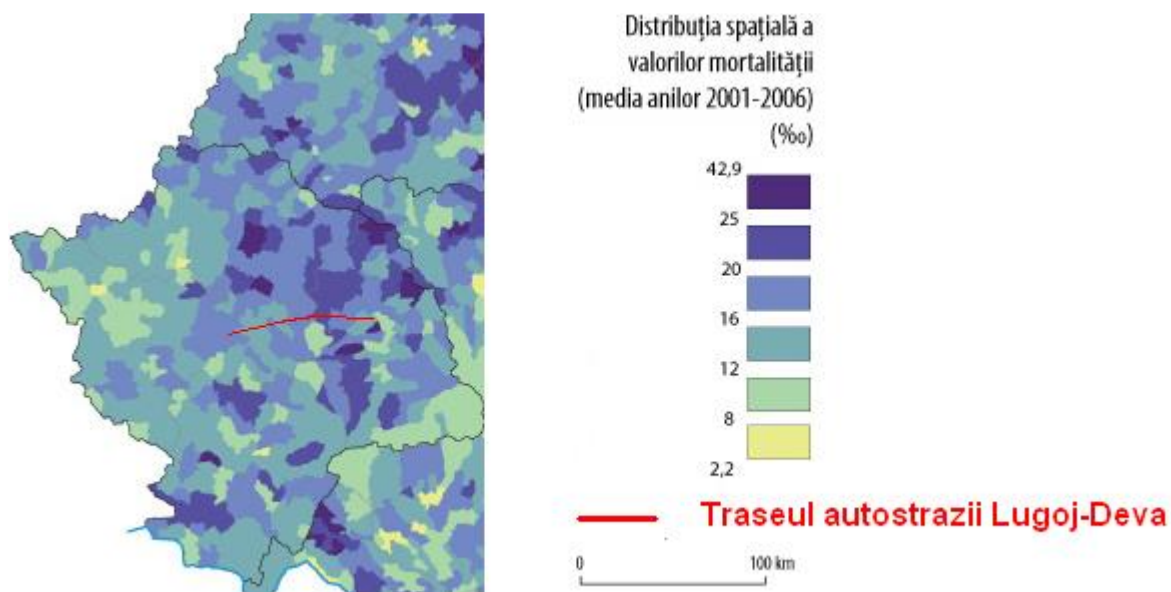 Distribuția spațială a
valorilor mortalității
(media anilor 2001-2006)
(‰)
42,9
25
20
16
12
8
2,2
Traseul autostrazii Lugoj-Deva
0 100 km